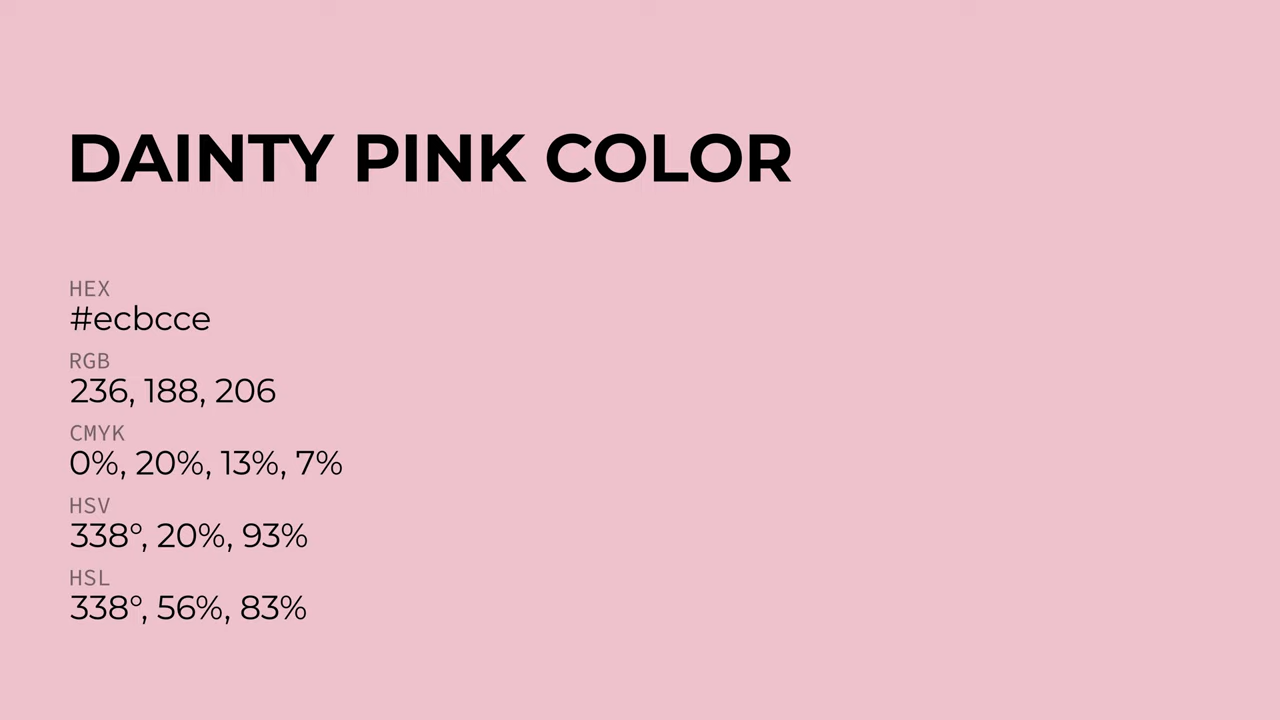 DAINTY PINK COLOR
HEX
#ecbcce
RGB
236, 188, 206
CMYK
0%, 20%, 13%, 7%
HSV
338°, 20%, 93%
HSL
338°, 56%, 83%